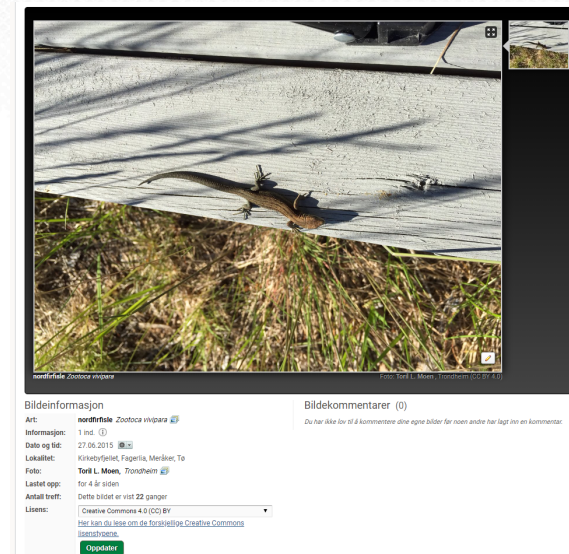 nordfirfisle Zootoca vivipara
Foto: Toril L. Moen , Trondheim (CC BY 4.0)
Bildeinformasjon
Art: nordfirfisle Zootoca vivipara
Informasjon: 1 ind.
Dato og tid: 27.06.2015
Lokalitet: Kirkebyfjellet, Fagerlia, Meråker, Tø
Foto: Toril L. Moen, Trondheim
Lastet opp: for 4 år siden
Antall treff: Dette bildet er vist 22 ganger
Lisens: Creative Commons 4.0 (CC) BY
Her kan du lese om de forskjellige Creative Commons
lisenstypene.
Oppdater
Bildekommentarer (0)
Du har ikke lov til å kommentere dine egne bilder før noen andre har lagt inn en kommentar.